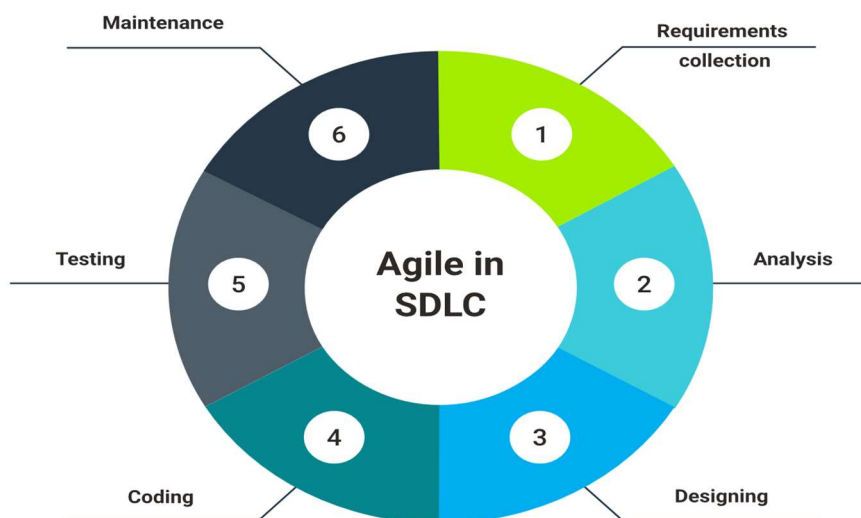 Maintenance
Requirements
collection
6
1
Testing
5
Agile in
SDLC
2
Analysis
4
3
Coding
Designing